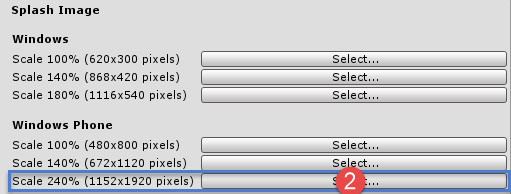 Splash Image
Windows
Scale 100% (620x300 pixels) Select...
Scale 140% (868x420 pixels) Select...
Scale 180% (1116x540 pixels) Select...
Windows Phone
Scale 100% (480x800 pixels) Select...
Scale 140% (672x1120 pixels) Select...
Scale 240% (1152x1920 pixels) 2